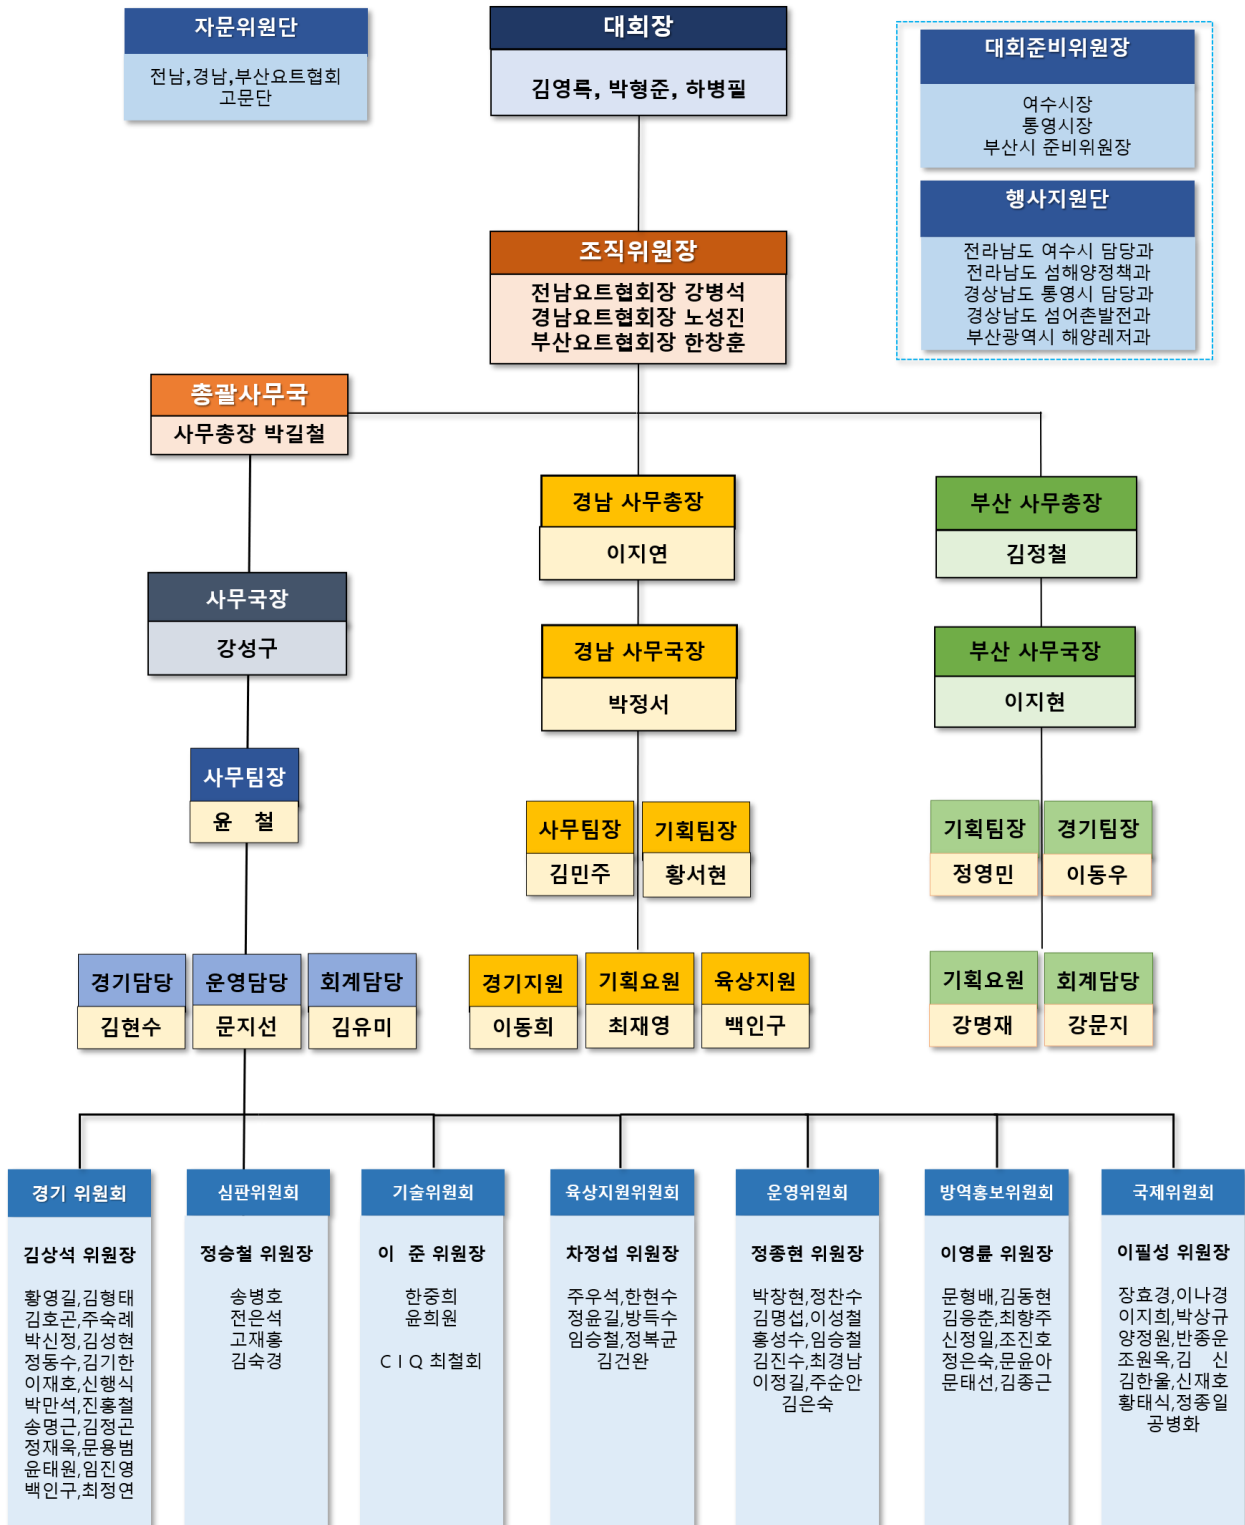 자문위원단
전남,경남,부산요트협회
고문단
대회장
김영록, 박형준, 하병필
대회준비위원장
여수시장
통영시장
부산시 준비위원장
행사지원단
전라남도 여수시 담당과
전라남도 섬해양정책과
경상남도 통영시 담당과
경상남도 섬어촌발전과
부산광역시 해양레저과
조직위원장
전남요트협회장 강병석
경남요트협회장 노성진
부산요트협회장 한창훈
총괄사무국
사무총장 박길철
경남 사무총장
이지연
부산 사무총장
김정철
사무국장
강성구
경남 사무국장
박정서
부산 사무국장
이지현
사무팀장
윤 철
사무팀장
김민주
기획팀장
황서현
기획팀장
정영민
경기팀장
이동우
경기담당
김현수
운영담당
문지선
회계담당
김유미
경기지원
이동희
기획요원
최재영
육상지원
백인구
기획요원
강명재
회계담당
강문지
경기 위원회
김상석 위원장
황영길,김형태
김호곤,주숙례
박신정,김성현
정동수,김기한
이재호,신행식
박만석,진홍철
송명근,김정곤
정재욱,문용범
윤태원,임진영
백인구,최정연
심판위원회
정승철 위원장
송병호
전은석
고재홍
김숙경
기술위원회
이 준 위원장
한중희
윤희원
C I Q 최철회
육상지원위원회
차정섭 위원장
주우석,한현수
정윤길,방득수
임승철,정복균
김건완
운영위원회
정종현 위원장
박창현,정찬수
김명섭,이성철
홍성수,임승철
김진수,최경남
이정길,주순안
김은숙
방역홍보위원회
이영륜 위원장
문형배,김동현
김응춘,최향주
신정일,조진호
정은숙,문윤아
문태선,김종근
국제위원회
이필성 위원장
장효경,이나경
이지희,박상규
양정원,반종운
조원옥,김 신
김한울,신재호
황태식,정종일
공병화